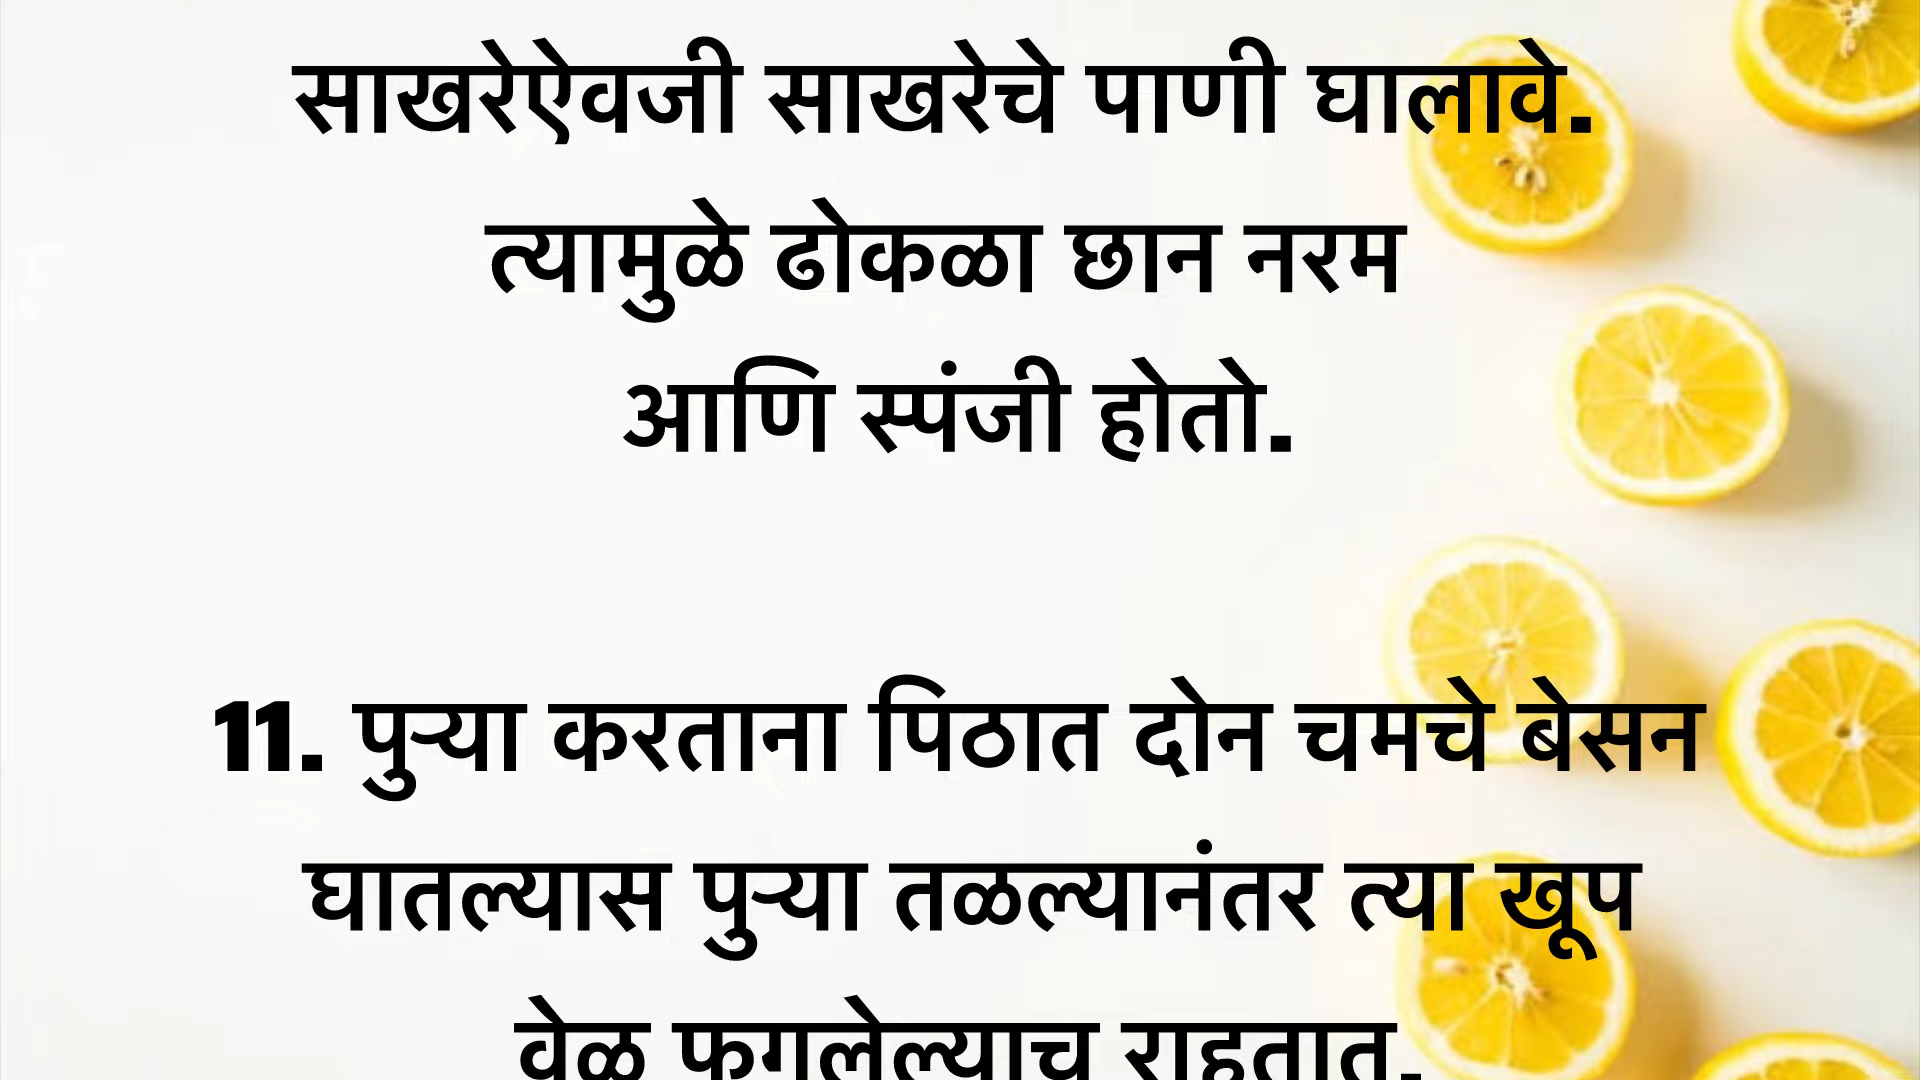 साखरेऐवजी साखरेचे पाणी घालावे.
त्यामुळे ढोकळा छान नरम
आणि स्पंजी होतो.
11. पुऱ्या करताना पिठात दोन चमचे बेसन
घातल्यास पुऱ्या तळल्यानंतर त्या खूप
वेळ फुगलेल्याच राहतात.